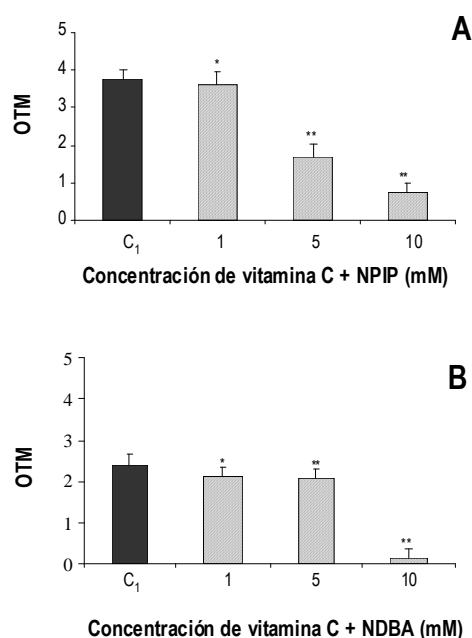 A
5
4
3
2
1
0
OTM
*
**
**
C₁ 1 5 10
Concentración de vitamina C + NPIP (mM)
B
5
4
3
2
1
0
OTM
*
**
**
C₁ 1 5 10
Concentración de vitamina C + NDBA (mM)